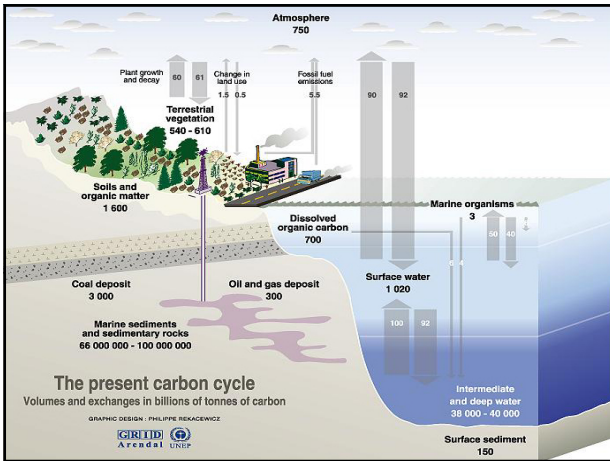 Atmosphere
750
Plant growth
and decay
60
61
Change in
land use
1.5
0.5
Fossil fuel
emissions
5.5
90
92
Terrestrial
vegetation
540 - 610
Soils and
organic matter
1 600
Marine organisms
3
Dissolved
organic carbon
700
50
40
6
4
Surface water
1 020
Coal deposit
3 000
Oil and gas deposit
300
100
92
Marine sediments
and sedimentary rocks
66 000 000 - 100 000 000
The present carbon cycle
Volumes and exchanges in billions of tonnes of carbon
GRAPHIC DESIGN : PHILIPPE REKACEWICZ
GRID
Arendal
UNEP
Intermediate
and deep water
38 000 - 40 000
Surface sediment
150